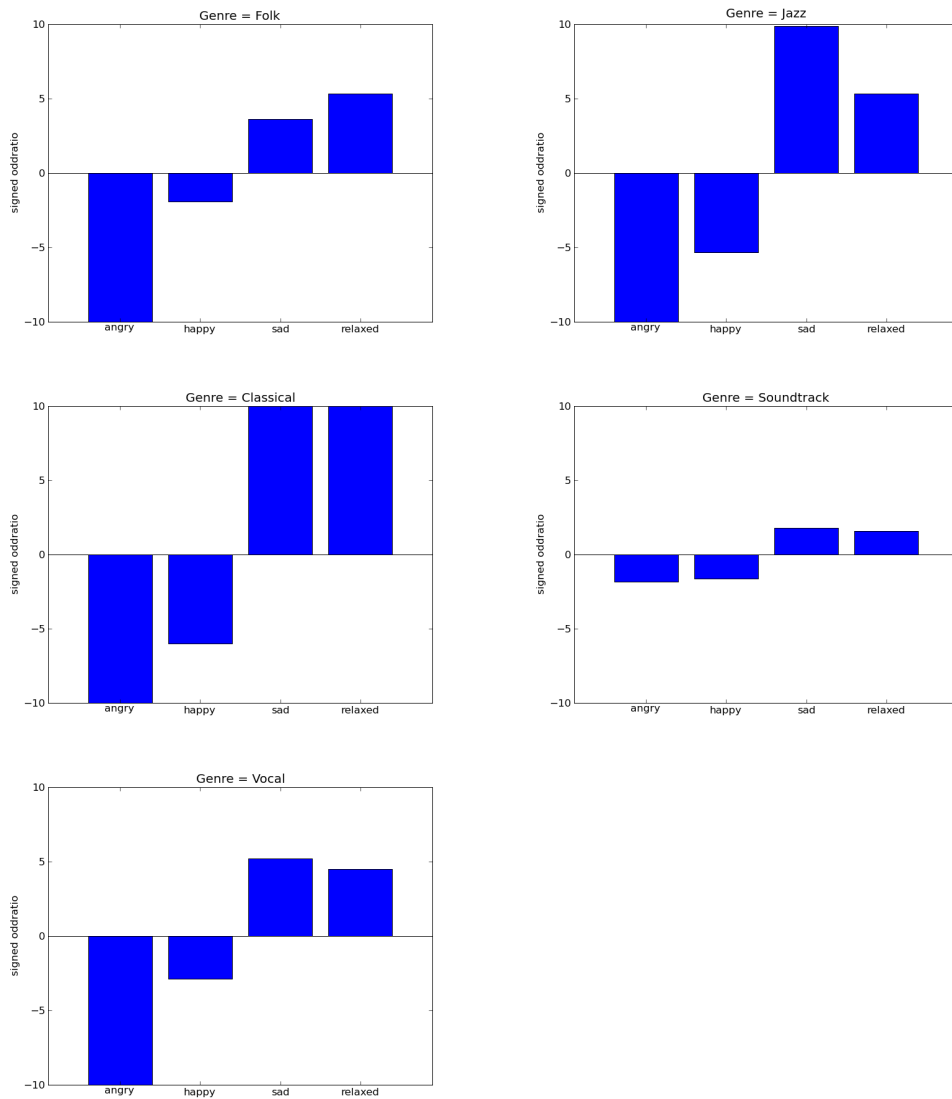 Genre = Folk
10
5
0
−5
−10
signed oddratio
angry happy sad relaxed
Genre = Jazz
10
5
0
−5
−10
signed oddratio
angry happy sad relaxed
Genre = Classical
10
5
0
−5
−10
signed oddratio
angry happy sad relaxed
Genre = Soundtrack
10
5
0
−5
−10
signed oddratio
angry happy sad relaxed
Genre = Vocal
10
5
0
−5
−10
signed oddratio
angry happy sad relaxed